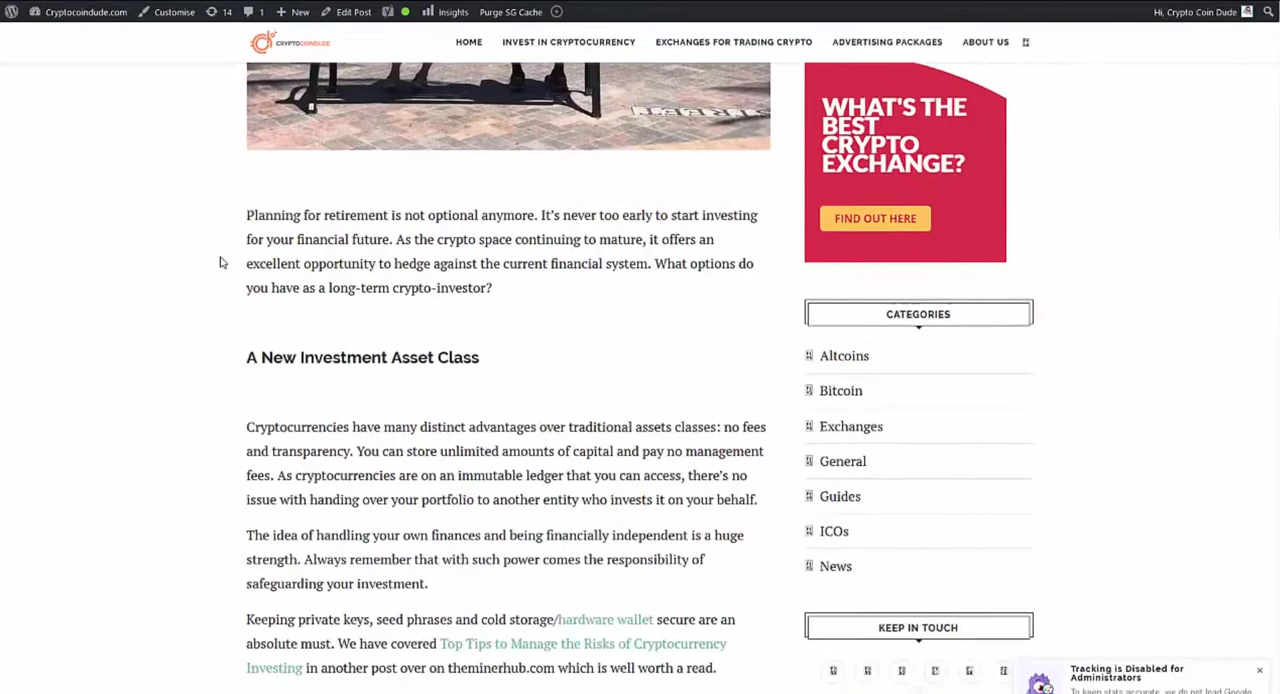 Cryptocoindude.com Customise 14 1 New Edit Post Insights Purge SG Cache Hi, Crypto Coin Dude
CRYPTOCOINDUDE HOME INVEST IN CRYPTOCURRENCY EXCHANGES FOR TRADING CRYPTO ADVERTISING PACKAGES ABOUT US
WHAT'S THE
BEST
CRYPTO
EXCHANGE?
FIND OUT HERE
Planning for retirement is not optional anymore. It's never too early to start investing
for your financial future. As the crypto space continuing to mature, it offers an
excellent opportunity to hedge against the current financial system. What options do
you have as a long-term crypto-investor?
A New Investment Asset Class
Cryptocurrencies have many distinct advantages over traditional assets classes: no fees
and transparency. You can store unlimited amounts of capital and pay no management
fees. As cryptocurrencies are on an immutable ledger that you can access, there's no
issue with handing over your portfolio to another entity who invests it on your behalf.
The idea of handling your own finances and being financially independent is a huge
strength. Always remember that with such power comes the responsibility of
safeguarding your investment.
Keeping private keys, seed phrases and cold storage/hardware wallet secure are an
absolute must. We have covered Top Tips to Manage the Risks of Cryptocurrency
Investing in another post over on theminerhub.com which is well worth a read.
CATEGORIES
Altcoins
Bitcoin
Exchanges
General
Guides
ICOs
News
KEEP IN TOUCH
Tracking is Disabled for
Administrators
To keep stats accurate, we do not load Google